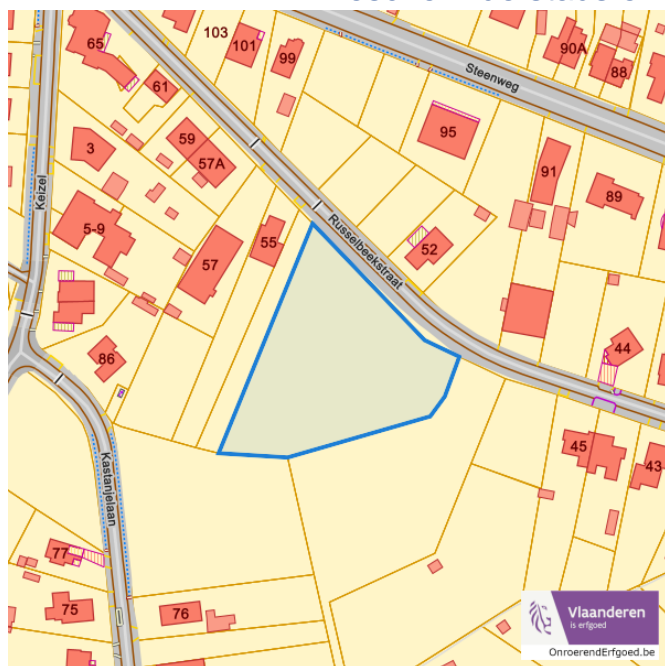 65
103
101
99
61
Steenweg
90A
88
59
57A
3
95
Keizel
5-9
91
89
57
55
Russelbeekstraat
52
86
44
Kastanjelaan
45
43
77
75
76
Vlaanderen
is erfgoed
OnroerendErfgoed.be